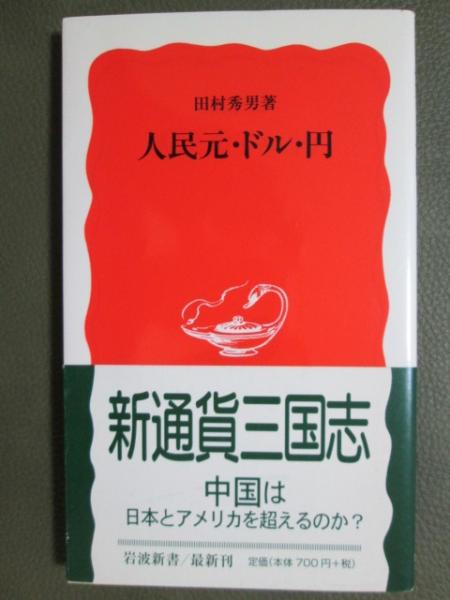 田村秀男著
人民元・ドル・円
新通貨三国志
中国は
日本とアメリカを超えるのか?
岩波新書/最新刊 定価(本体700円+税)